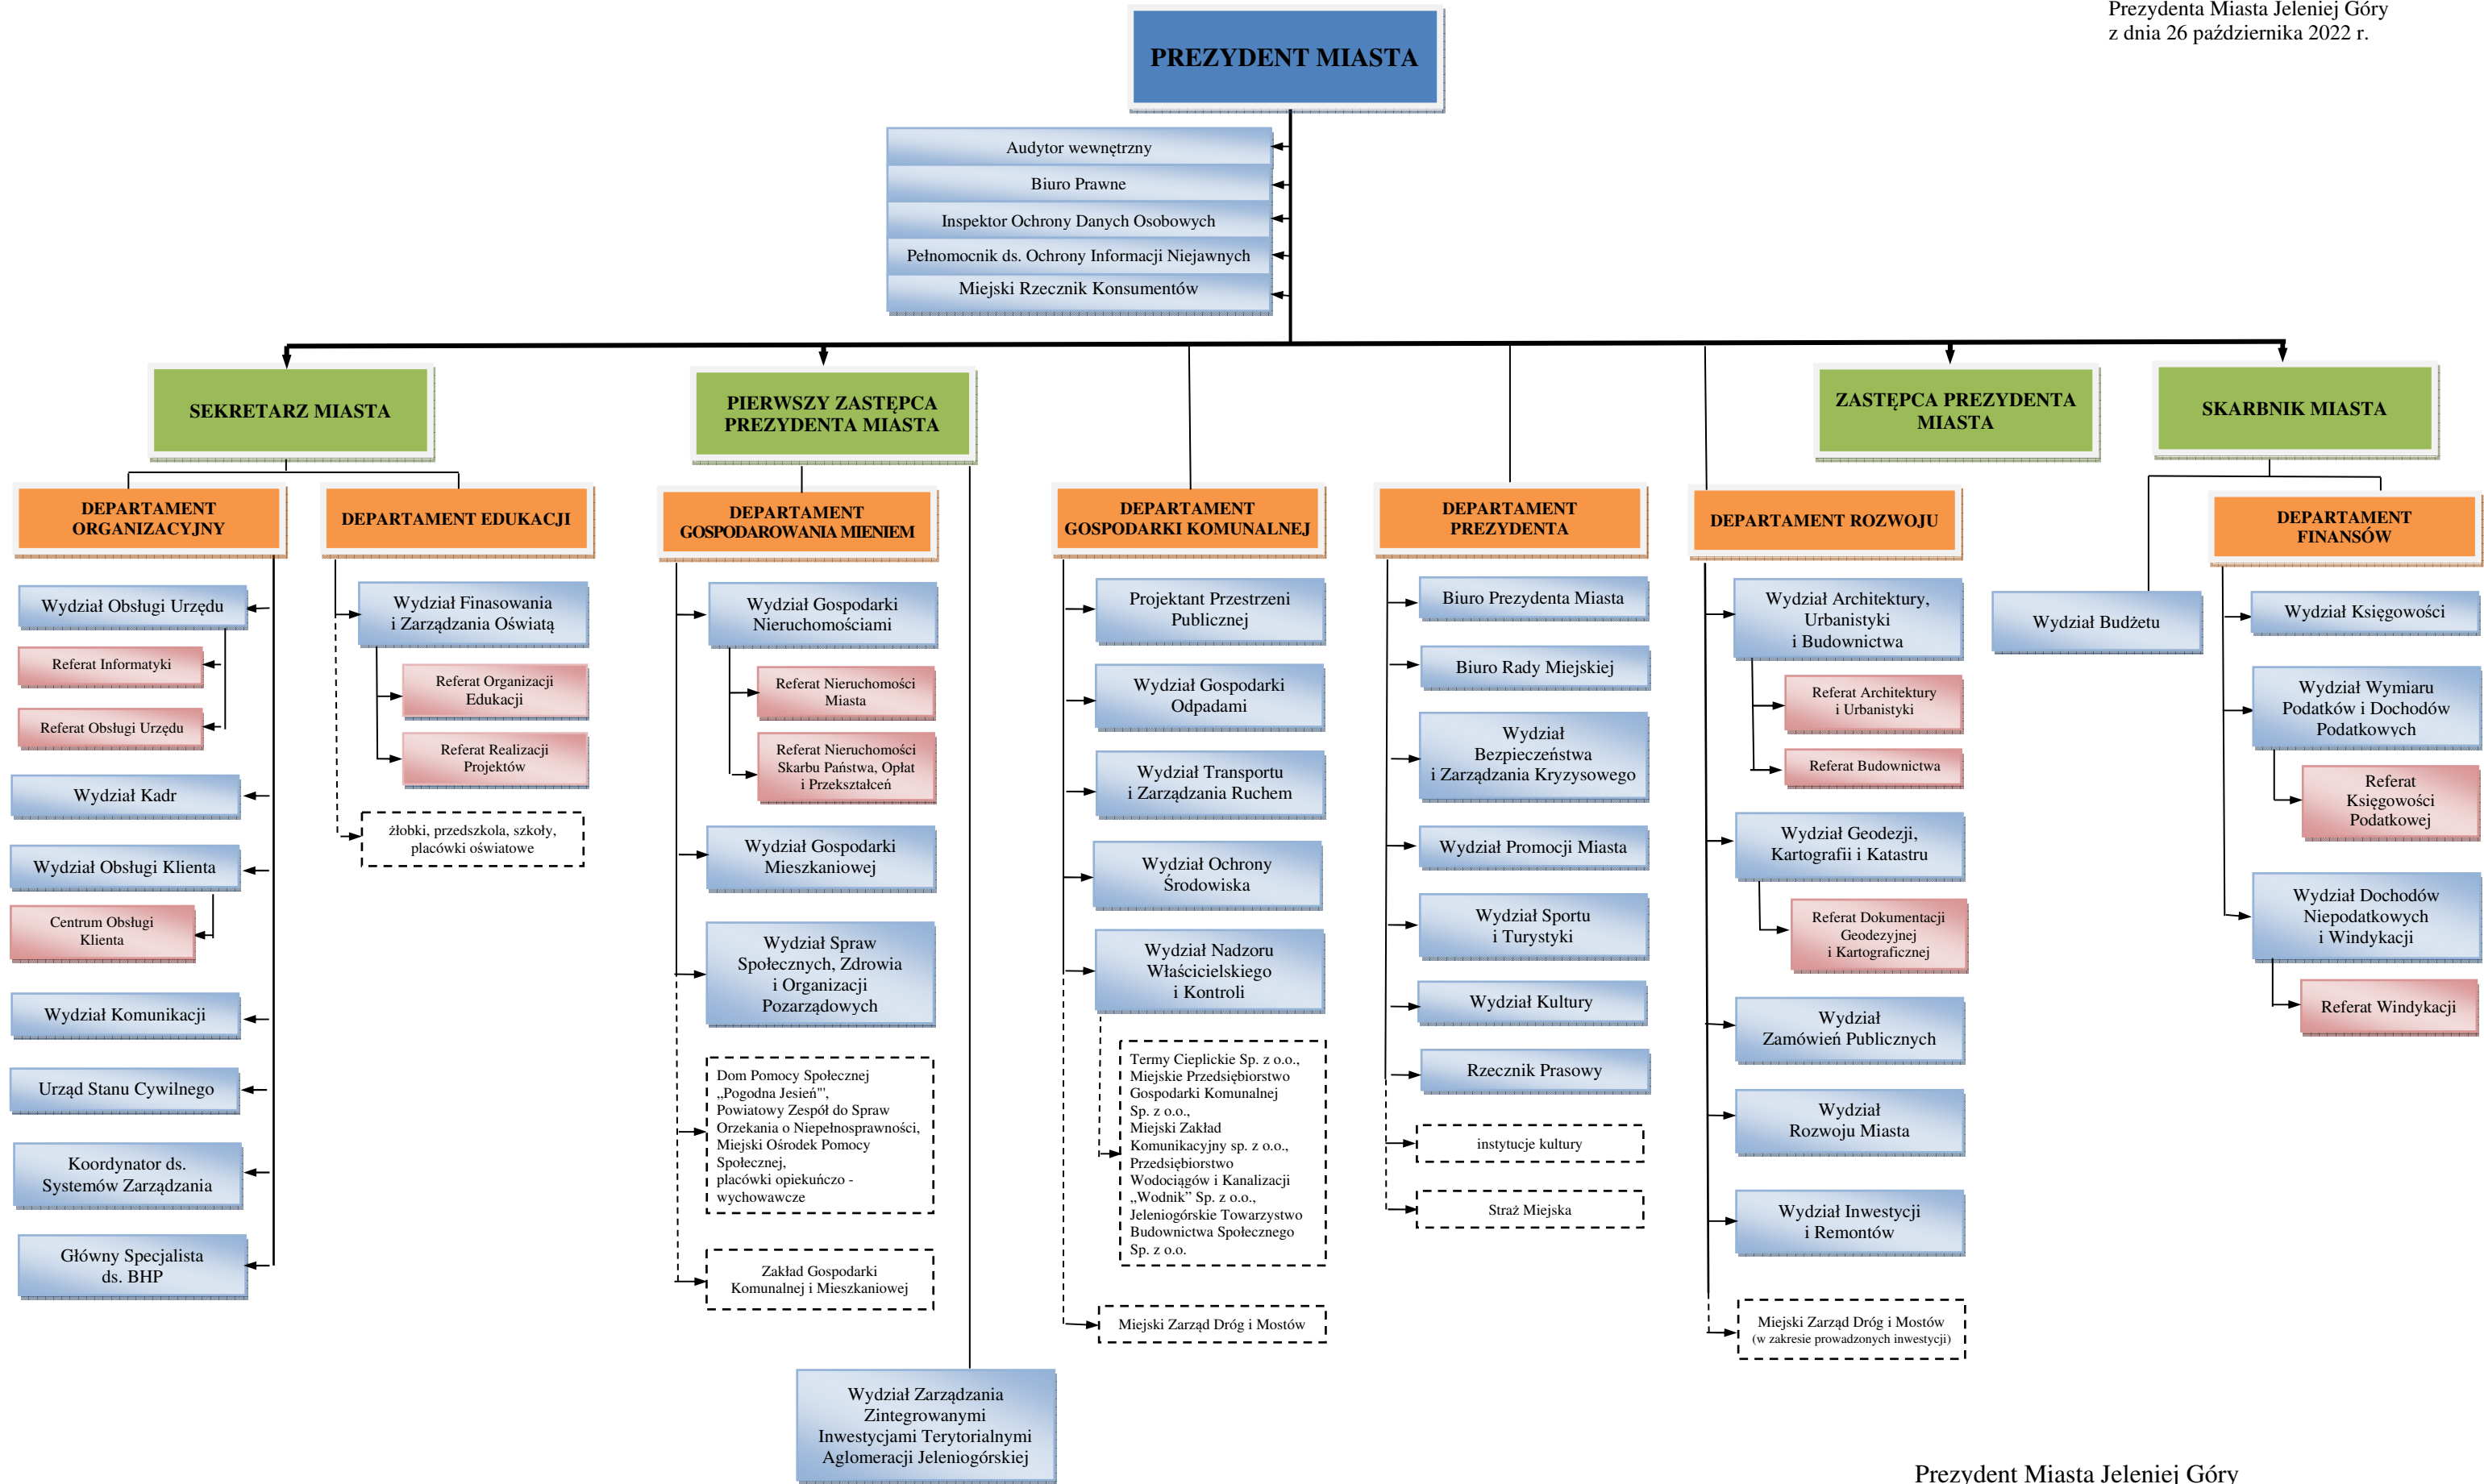 Prezydenta Miasta Jeleniej Góry
z dnia 26 października 2022 r.
PREZYDENT MIASTA
Audytor wewnętrzny
Biuro Prawne
Inspektor Ochrony Danych Osobowych
Pełnomocnik ds. Ochrony Informacji Niejawnych
Miejski Rzecznik Konsumentów
SEKRETARZ MIASTA
PIERWSZY ZASTĘPCA
PREZYDENTA MIASTA
ZASTĘPCA PREZYDENTA
MIASTA
SKARBNIK MIASTA
DEPARTAMENT
ORGANIZACYJNY
Wydział Obsługi Urzędu
Referat Informatyki
Referat Obsługi Urzędu
Wydział Kadr
Wydział Obsługi Klienta
Centrum Obsługi
Klienta
Wydział Komunikacji
Urząd Stanu Cywilnego
Koordynator ds.
Systemów Zarządzania
Główny Specjalista
ds. BHP
DEPARTAMENT EDUKACJI
Wydział Finasowania
i Zarządzania Oświatą
Referat Organizacji
Edukacji
Referat Realizacji
Projektów
żłobki, przedszkola, szkoły,
placówki oświatowe
DEPARTAMENT
GOSPODAROWANIA MIENIEM
Wydział Gospodarki
Nieruchomościami
Referat Nieruchomości
Miasta
Referat Nieruchomości
Skarbu Państwa, Opłat
i Przekształceń
Wydział Gospodarki
Mieszkaniowej
Wydział Spraw
Społecznych, Zdrowia
i Organizacji
Pozarządowych
Dom Pomocy Społecznej
„Pogodna Jesień"',
Powiatowy Zespół do Spraw
Orzekania o Niepełnosprawności,
Miejski Ośrodek Pomocy
Społecznej,
placówki opiekuńczo -
wychowawcze
Zakład Gospodarki
Komunalnej i Mieszkaniowej
Wydział Zarządzania
Zintegrowanymi
Inwestycjami Terytorialnymi
Aglomeracji Jeleniogórskiej
DEPARTAMENT
GOSPODARKI KOMUNALNEJ
Projektant Przestrzeni
Publicznej
Wydział Gospodarki
Odpadami
Wydział Transportu
i Zarządzania Ruchem
Wydział Ochrony
Środowiska
Wydział Nadzoru
Właścicielskiego
i Kontroli
Termy Cieplickie Sp. z o.o.,
Miejskie Przedsiębiorstwo
Gospodarki Komunalnej
Sp. z o.o.,
Miejski Zakład
Komunikacyjny sp. z o.o.,
Przedsiębiorstwo
Wodociągów i Kanalizacji
„Wodnik” Sp. z o.o.,
Jeleniogórskie Towarzystwo
Budownictwa Społecznego
Sp. z o.o.
Miejski Zarząd Dróg i Mostów
DEPARTAMENT
PREZYDENTA
Biuro Prezydenta Miasta
Biuro Rady Miejskiej
Wydział
Bezpieczeństwa
i Zarządzania Kryzysowego
Wydział Promocji Miasta
Wydział Sportu
i Turystyki
Wydział Kultury
Rzecznik Prasowy
instytucje kultury
Straż Miejska
DEPARTAMENT ROZWOJU
Wydział Architektury,
Urbanistyki
i Budownictwa
Referat Architektury
i Urbanistyki
Referat Budownictwa
Wydział Geodezji,
Kartografii i Katastru
Referat Dokumentacji
Geodezyjnej
i Kartograficznej
Wydział
Zamówień Publicznych
Wydział
Rozwoju Miasta
Wydział Inwestycji
i Remontów
Miejski Zarząd Dróg i Mostów
(w zakresie prowadzonych inwestycji)
Wydział Budżetu
DEPARTAMENT
FINANSÓW
Wydział Księgowości
Wydział Wymiaru
Podatków i Dochodów
Podatkowych
Referat
Księgowości
Podatkowej
Wydział Dochodów
Niepodatkowych
i Windykacji
Referat Windykacji
Prezydent Miasta Jeleniej Góry